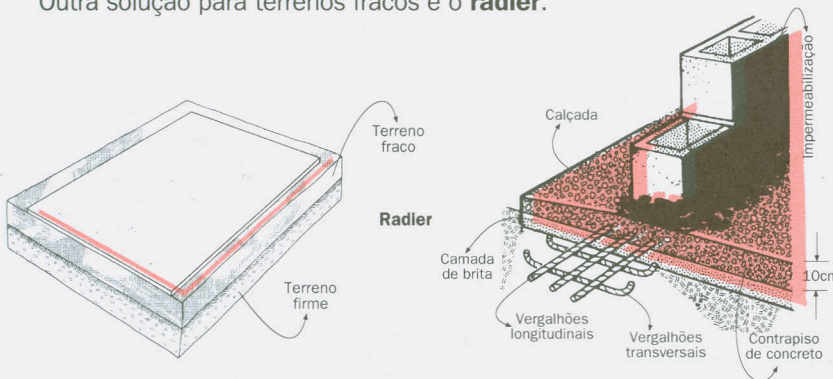 Outra solução para terrenos fracos é o radier.
Terreno
fraco
Radier
Terreno
firme
Calçada
Impermeabilização
Camada
de brita
10cm
Vergalhões
longitudinais
Vergalhões
transversais
Contrapiso
de concreto